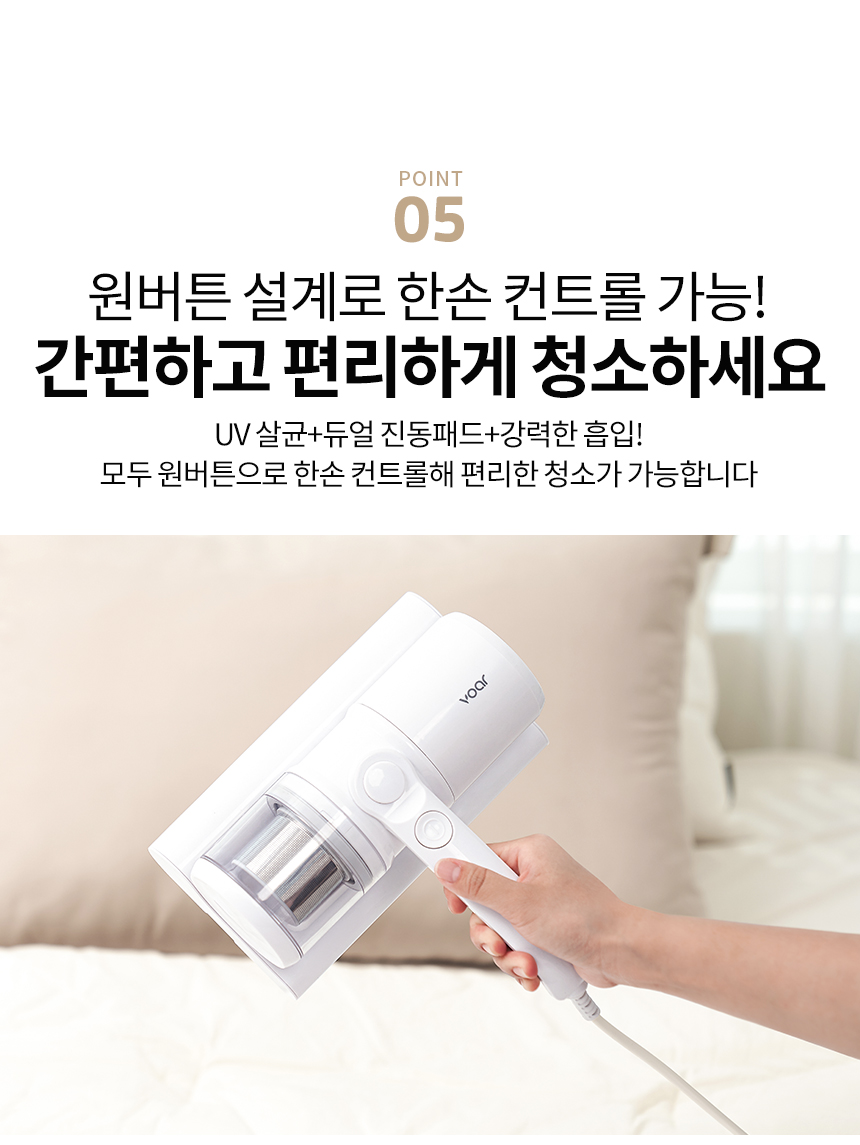 POINT
05
원버튼 설계로 한손 컨트롤 가능!
간편하고 편리하게 청소하세요
UV 살균+듀얼 진동패드+강력한 흡입!
모두 원버튼으로 한손 컨트롤해 편리한 청소가 가능합니다
voar